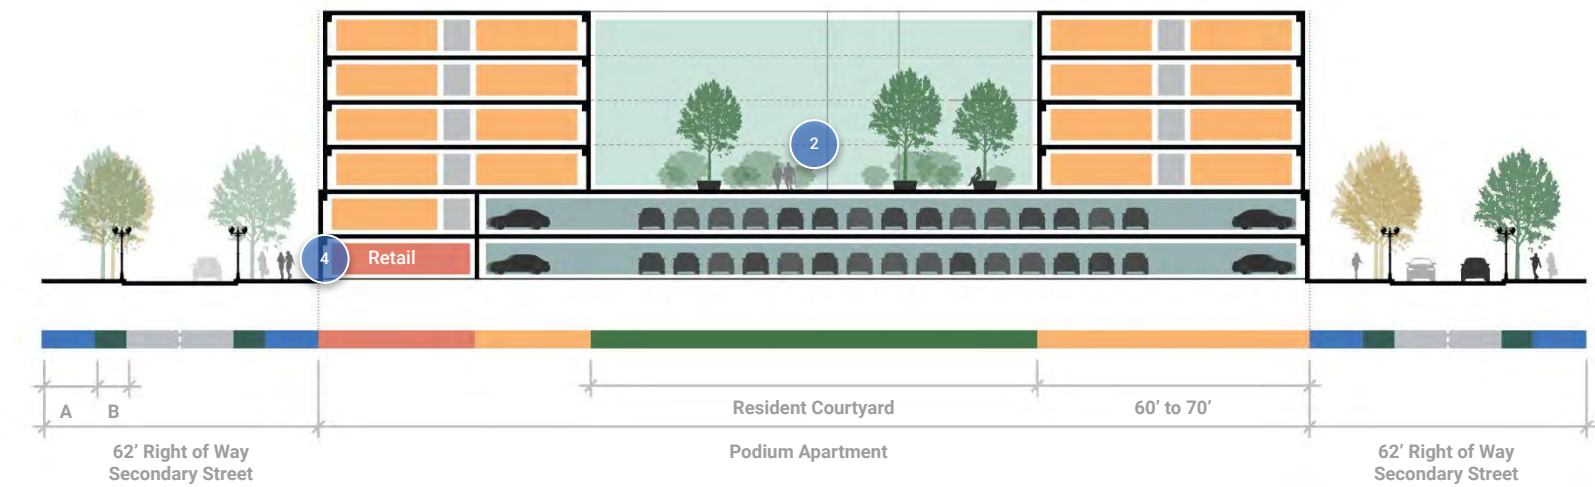 2
4
Retail
A
B
Resident Courtyard
60’ to 70’
62’ Right of Way
Secondary Street
Podium Apartment
62’ Right of Way
Secondary Street